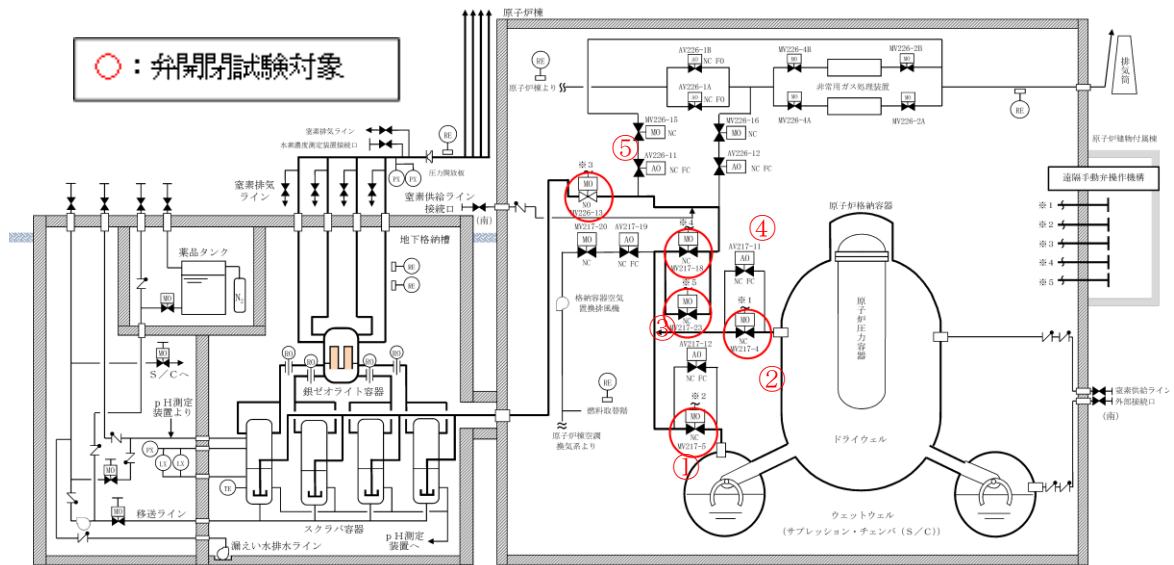 ○：弁開閉試験対象
原子炉棟
RE
原子炉棟より
AV226-1B
AO
NC FO
AV226-1A
AO
NC FO
MV226-4B
MO
MV226-2B
MO
非常用ガス処理装置
MO
MV226-4A
MO
MV226-2A
RE
排気筒
MV226-15
MO
NC
MV226-16
MO
NC
⑤
AV226-11
AO
NC FC
AV226-12
AO
NC FC
窒素排気ライン
水素濃度測定装置接続口
RE
圧力開放板
PX
PX
窒素排気
ライン
窒素供給ライン
接続口
(南)
※3
MO
NO
MV226-13
MV217-20
MO
NC
AV217-19
AO
NC FC
※4
MO
NC
MV217-18
④
AV217-11
AO
NC FC
※5
MO
NC
MV217-23
③
※1
MO
NC
MV217-4
②
AV217-12
AO
NC FC
※2
MO
NC
MV217-5
①
格納容器空気
置換排風機
RE
燃料取替階
原子炉棟空調
換気系より
原子炉格納容器
原子炉圧力容器
ドライウェル
ウェットウェル
(サプレッション・チェンバ(S／C))
原子炉建物付属棟
遠隔手動弁操作機構
※1
※2
※3
※4
※5
窒素供給ライン
外部接続口
(南)
地下格納槽
RE
RE
薬品タンク
N2
MO
MO
S／Cへ
pH測定
装置より
RO
RO
RO
RO
銀ゼオライト容器
PX
LX
LX
TE
MO
MO
移送ライン
スクラバ容器
漏えい水排水ライン
pH測定
装置へ